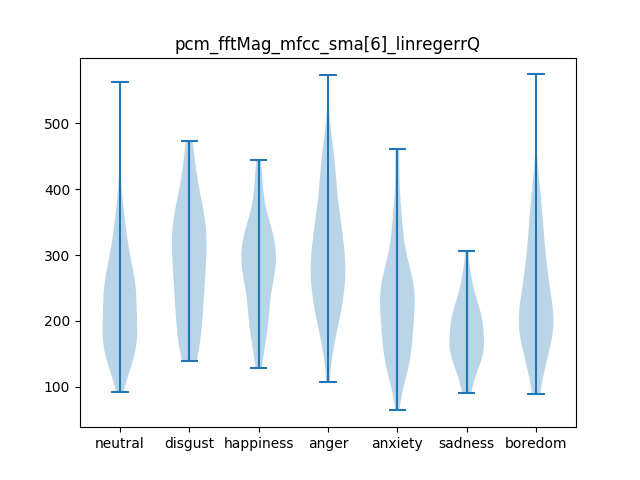 pcm_fftMag_mfcc_sma[6]_linregerrQ
500
400
300
200
100
neutral disgust happiness anger anxiety sadness boredom